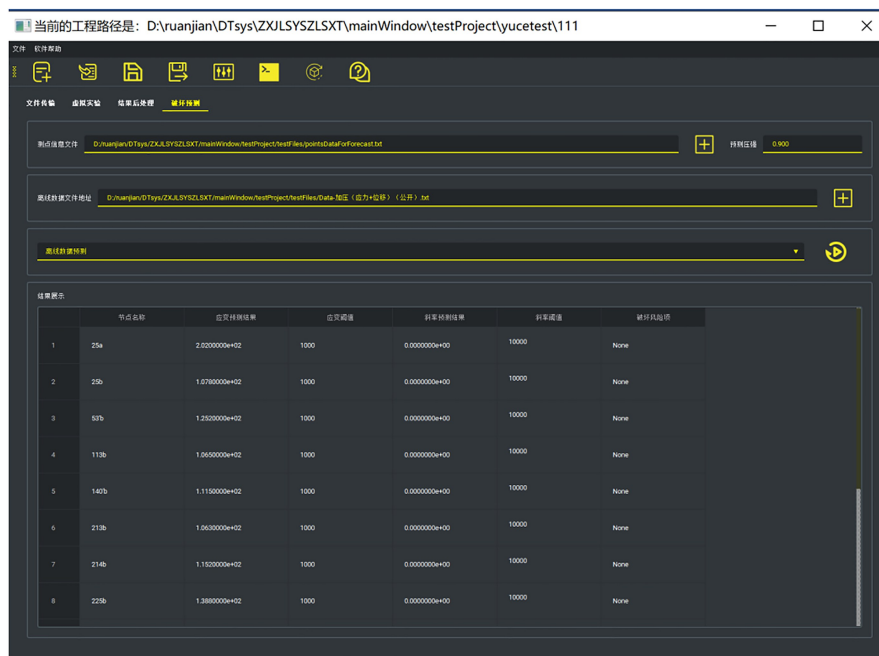 当前的工程路径是：D:\ruanjian\DTsys\ZXJLSYSZLSXT\mainWindow\testProject\yucetest\111
文件 软件帮助
文件传输 虚拟实验 结果后处理 破坏预测
测点信息文件 D:/ruanjian/DTsys/ZXJLSYSZLSXT/mainWindow/testProject/testFiles/pointsDataForForecast.txt 预测压强 0.900
离线数据文件地址 D:/ruanjian/DTsys/ZXJLSYSZLSXT/mainWindow/testProject/testFiles/Data-加压（应力+位移）（公开）.txt
离线数据预测
结果展示
节点名称 应变预测结果 应变阈值 斜率预测结果 斜率阈值 破坏风险项
1 25a 2.0200000e+02 1000 0.0000000e+00 10000 None
2 25b 1.0780000e+02 1000 0.0000000e+00 10000 None
3 53'b 1.2520000e+02 1000 0.0000000e+00 10000 None
4 113b 1.0650000e+02 1000 0.0000000e+00 10000 None
5 140'b 1.1150000e+02 1000 0.0000000e+00 10000 None
6 213b 1.0630000e+02 1000 0.0000000e+00 10000 None
7 214b 1.1520000e+02 1000 0.0000000e+00 10000 None
8 225b 1.3880000e+02 1000 0.0000000e+00 10000 None